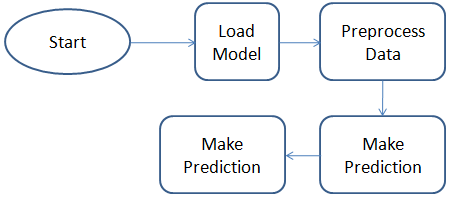 Start
Load
Model
Preprocess
Data
Make
Prediction
Make
Prediction